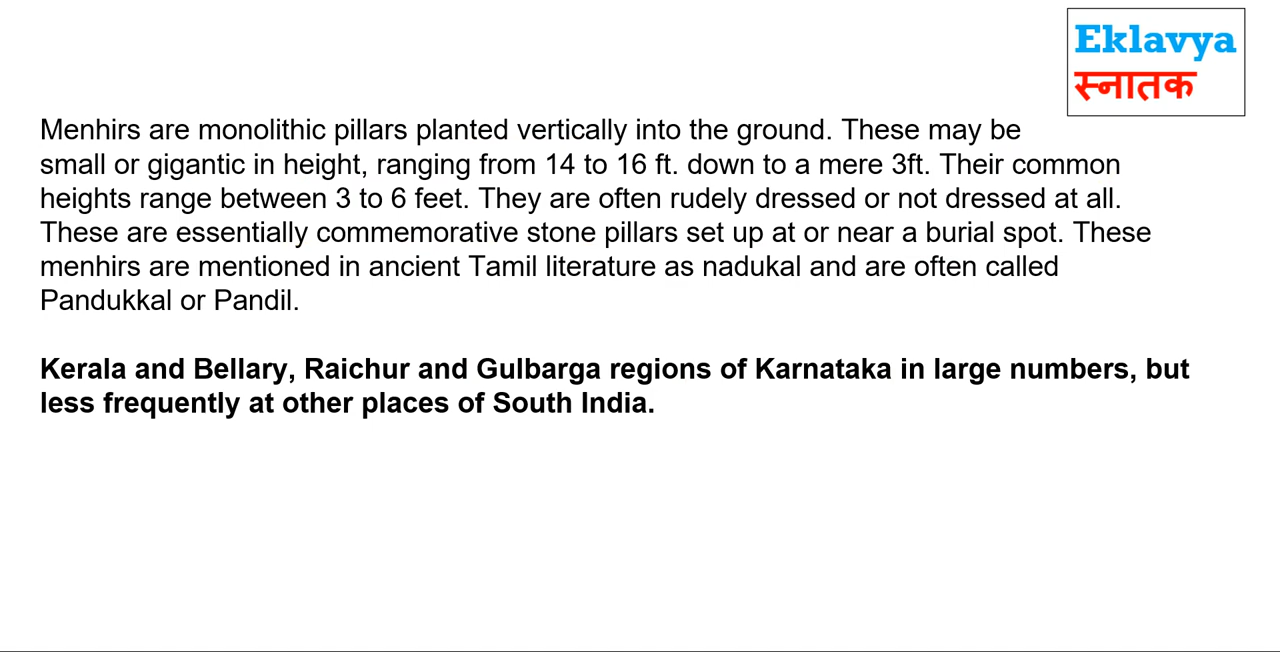 Eklavya
स्नातक
Menhirs are monolithic pillars planted vertically into the ground. These may be
small or gigantic in height, ranging from 14 to 16 ft. down to a mere 3ft. Their common
heights range between 3 to 6 feet. They are often rudely dressed or not dressed at all.
These are essentially commemorative stone pillars set up at or near a burial spot. These
menhirs are mentioned in ancient Tamil literature as nadukal and are often called
Pandukkal or Pandil.
Kerala and Bellary, Raichur and Gulbarga regions of Karnataka in large numbers, but
less frequently at other places of South India.